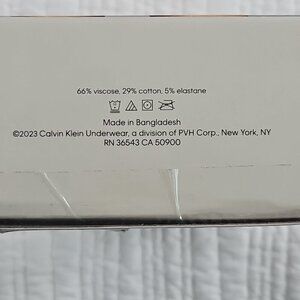 66% viscose, 29% cotton, 5% elastane
Made in Bangladesh
©2023 Calvin Klein Underwear, a division of PVH Corp., New York, NY
RN 36543 CA 50900